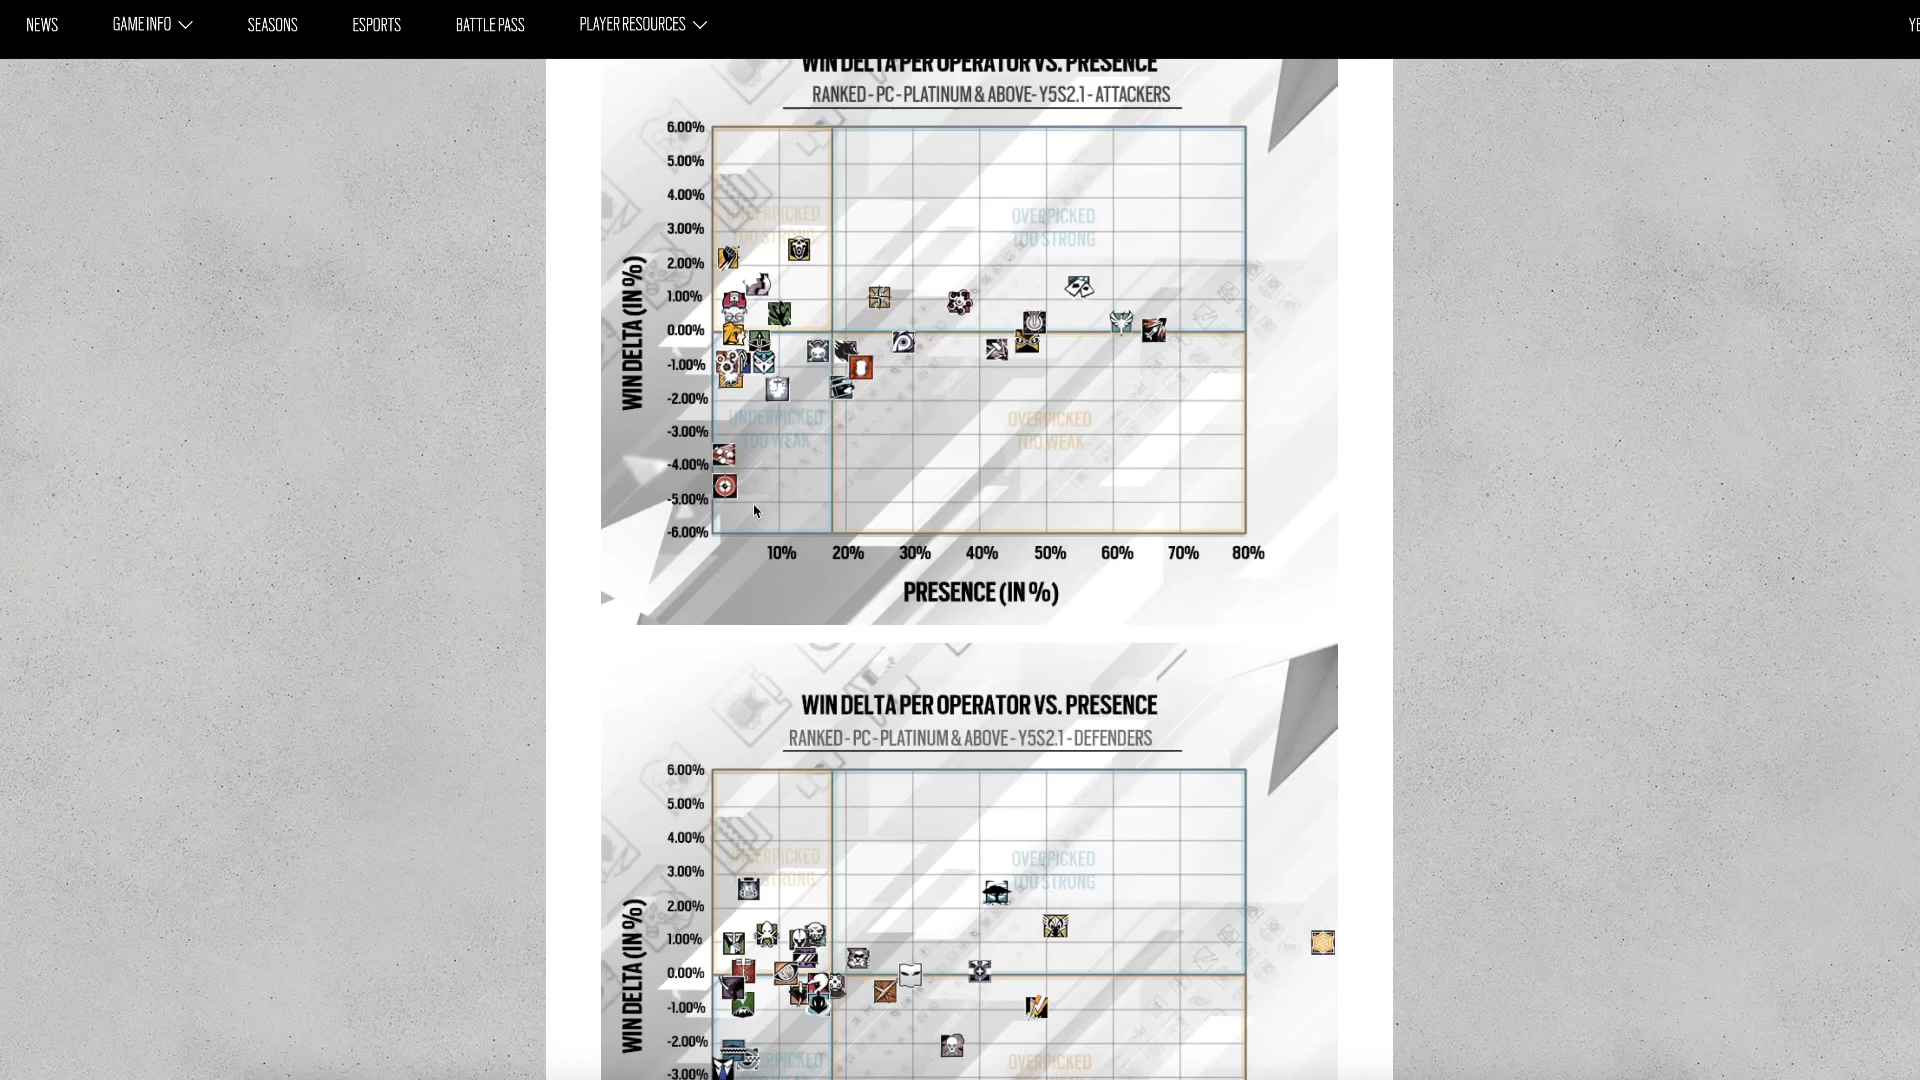 NEWS
GAME INFO
SEASONS
ESPORTS
BATTLE PASS
PLAYER RESOURCES
WIN DELTA PER OPERATOR VS. PRESENCE
RANKED - PC - PLATINUM & ABOVE- Y5S2.1 - ATTACKERS
6.00%
5.00%
4.00%
3.00%
2.00%
1.00%
0.00%
-1.00%
-2.00%
-3.00%
-4.00%
-5.00%
-6.00%
WIN DELTA (IN %)
OVERPICKED
TOO STRONG
UNDERPICKED
TOO WEAK
OVERPICKED
TOO WEAK
10% 20% 30% 40% 50% 60% 70% 80%
PRESENCE (IN %)
WIN DELTA PER OPERATOR VS. PRESENCE
RANKED - PC - PLATINUM & ABOVE - Y5S2.1 - DEFENDERS
6.00%
5.00%
4.00%
3.00%
2.00%
1.00%
0.00%
-1.00%
-2.00%
-3.00%
WIN DELTA (IN %)
OVERPICKED
TOO STRONG
OVERPICKED